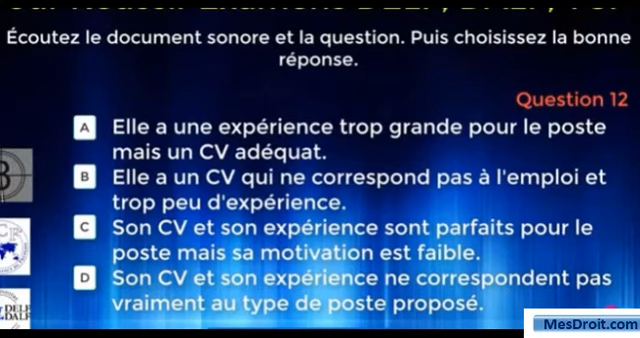 Écoutez le document sonore et la question. Puis choisissez la bonne
réponse.
Question 12
A Elle a une expérience trop grande pour le poste
mais un CV adéquat.
B Elle a un CV qui ne correspond pas à l'emploi et
trop peu d'expérience.
C Son CV et son expérience sont parfaits pour le
poste mais sa motivation est faible.
D Son CV et son expérience ne correspondent pas
vraiment au type de poste proposé.
DELF
DALF
MesDroit.com